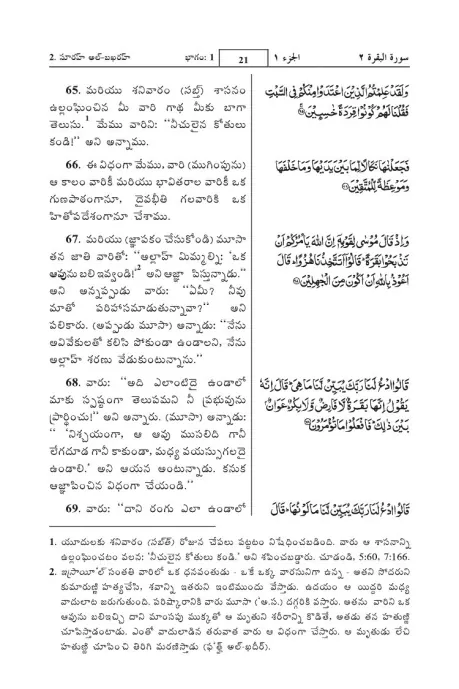 2. సూరహ్ అల్-బఖరహ్ భాగం: 1 21 الجزء ١ سورة البقرة ٢
65. మరియు శనివారం (సబ్త్) శాసనం
ఉల్లంఘించిన మీ వారి గాథ మీకు బాగా
తెలుసు.1 మేము వారిని: "నీచులైన కోతులు
కండి!" అని అన్నాము.
وَلَقَدْ عَلِمْتُمُ الَّذِينَ اعْتَدَوْا مِنْكُمْ فِي السَّبْتِ
فَقُلْنَا لَهُمْ كُونُوا قِرَدَةً خَاسِئِينَ
66. ఈ విధంగా మేము, వారి (ముగింపును)
ఆ కాలం వారికీ మరియు భావితరాల వారికీ ఒక
గుణపాఠంగానూ, దైవభీతి గలవారికి ఒక
హితోపదేశంగానూ చేశాము.
فَجَعَلْنَاهَا نَكَالًا لِمَا بَيْنَ يَدَيْهَا وَمَا خَلْفَهَا
وَمَوْعِظَةً لِلْمُتَّقِينَ
67. మరియు (జ్ఞాపకం చేసుకోండి) మూసా
తన జాతి వారితో: "అల్లాహ్ మిమ్మల్ని: 'ఒక
ఆవును బలి ఇవ్వండి!'2 అని ఆజ్ఞా పిస్తున్నాడు."
అని అన్నప్పుడు వారు: "ఏమీ? నీవు
మాతో పరిహాసమాడుతున్నావా?" అని
పలికారు. (అప్పుడు మూసా) అన్నాడు: "నేను
అవివేకులతో కలిసి పోకుండా ఉండాలని, నేను
అల్లాహ్ శరణు వేడుకుంటున్నాను."
وَإِذْ قَالَ مُوسَى لِقَوْمِهِ إِنَّ اللَّهَ يَأْمُرُكُمْ أَنْ
تَذْبَحُوا بَقَرَةً قَالُوا أَتَتَّخِذُنَا هُزُوًا قَالَ
أَعُوذُ بِاللَّهِ أَنْ أَكُونَ مِنَ الْجَاهِلِينَ
68. వారు: "అది ఎలాంటిదై ఉండాలో
మాకు స్పష్టంగా తెలుపమని నీ ప్రభువును
ప్రార్థించు!" అని అన్నారు. (మూసా) అన్నాడు:
" 'నిశ్చయంగా, ఆ ఆవు ముసలిది గానీ
లేగదూడ గానీ కాకుండా, మధ్య వయస్సుగలదై
ఉండాలి.' అని ఆయన అంటున్నాడు. కనుక
ఆజ్ఞాపించిన విధంగా చేయండి."
قَالُوا ادْعُ لَنَا رَبَّكَ يُبَيِّنْ لَنَا مَا هِيَ قَالَ إِنَّهُ
يَقُولُ إِنَّهَا بَقَرَةٌ لَا فَارِضٌ وَلَا بِكْرٌ عَوَانٌ
بَيْنَ ذَلِكَ فَافْعَلُوا مَا تُؤْمَرُونَ
69. వారు: "దాని రంగు ఎలా ఉండాలో
قَالُوا ادْعُ لَنَا رَبَّكَ يُبَيِّنْ لَنَا مَا لَوْنُهَا قَالَ
1. యూదులకు శనివారం (సబత్) రోజున చేపలు పట్టటం నిషేధించబడింది. వారు ఆ శాసనాన్ని
ఉల్లంఘించటం వలన: 'నీచులైన కోతులు కండి.' అని శపించబడ్డారు. చూడండి, 5:60, 7:166.
2. ఇస్రాయీ'ల్ సంతతి వారిలో ఒక ధనవంతుడు - ఒకే ఒక్క వారసునిగా ఉన్న - అతని సోదరుని
కుమారుణ్ణి హత్యచేసి, శవాన్ని ఇతరుని ఇంటిముందు వేస్తాడు. ఉదయం ఆ యిద్దరి మధ్య
వాదులాట జరుగుతుంది. పరిష్కారానికి వారు మూసా ('అ.స.) దగ్గరికి వస్తారు. అతను వారిని ఒక
ఆవును బలిఇచ్చి దాని మాంసపు ముక్కతో ఆ మృతుని శరీరాన్ని కొడితే, అతడు తన హతుణ్ణి
చూపిస్తాడంటాడు. ఎంతో వాదులాడిన తరువాత వారు ఆ విధంగా చేస్తారు. ఆ మృతుడు లేచి
హతుణ్ణి చూపించి తిరిగి మరణిస్తాడు (ఫ'త్హ్ అల్-ఖదీర్).